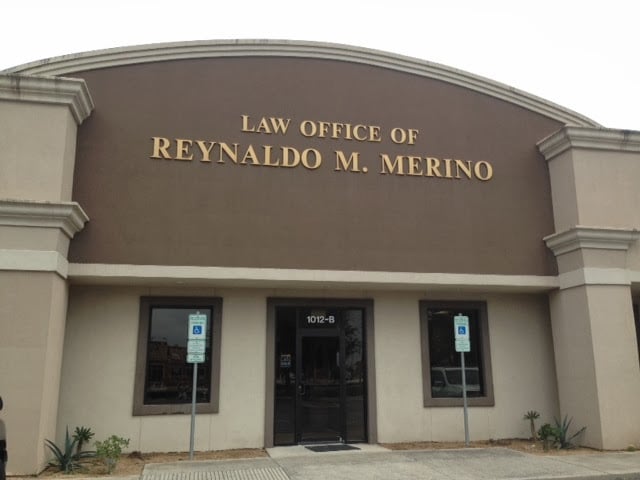 LAW OFFICE OF
REYNALDO M. MERINO
1012-B